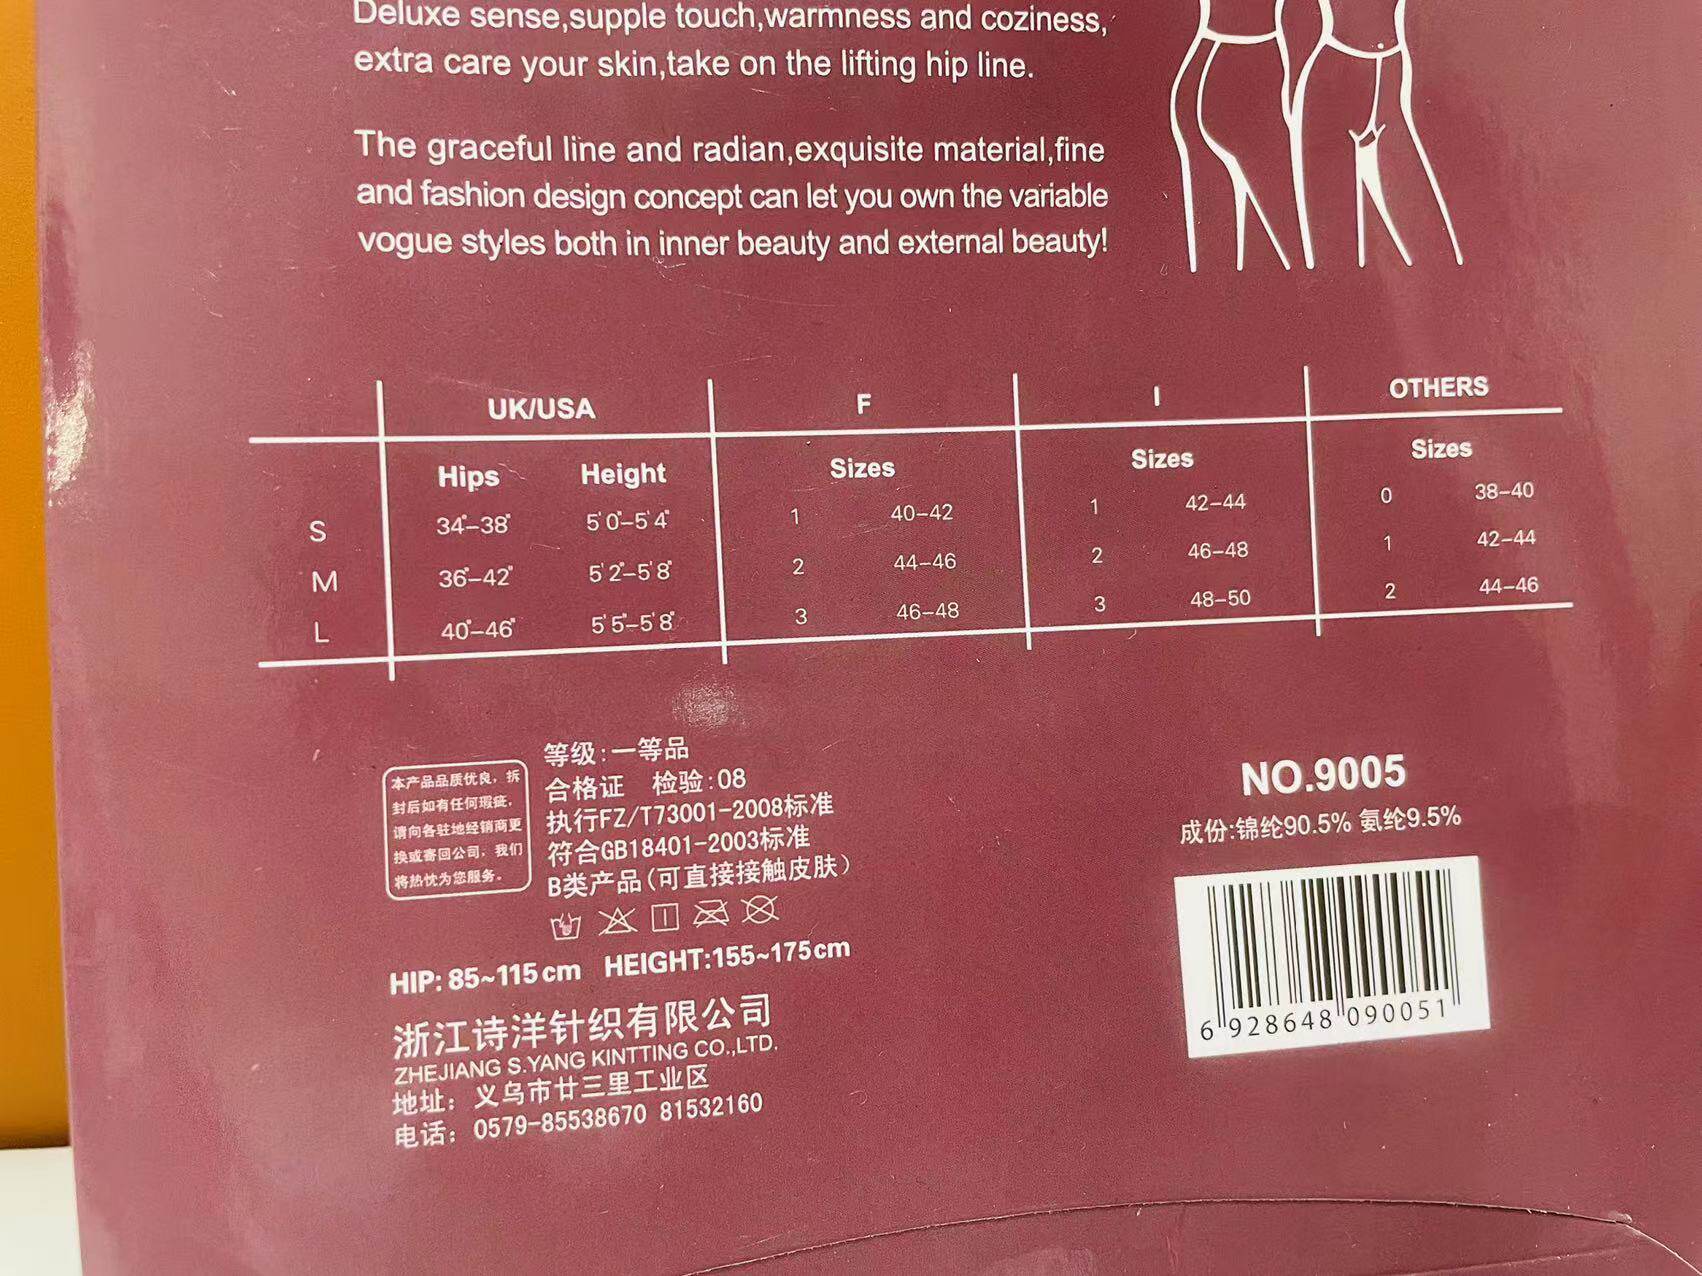 Deluxe sense,supple touch,warmness and coziness,
extra care your skin,take on the lifting hip line.
The graceful line and radian,exquisite material,fine
and fashion design concept can let you own the variable
vogue styles both in inner beauty and external beauty!
UK/USA F I OTHERS
Hips Height Sizes Sizes Sizes
S 34"–38" 5'0"–5'4" 1 40–42 1 42–44 0 38–40
M 36"–42" 5'2"–5'8" 2 44–46 2 46–48 1 42–44
L 40"–46" 5'5"–5'8" 3 46–48 3 48–50 2 44–46
本产品品质优良，拆
封后如有任何瑕疵，
请向各驻地经销商更
换或寄回公司，我们
将热忱为您服务。
等级：一等品
合格证 检验：08
执行FZ/T73001-2008标准
符合GB18401-2003标准
B类产品（可直接接触皮肤）
HIP: 85~115cm HEIGHT:155~175cm
浙江诗洋针织有限公司
ZHEJIANG S.YANG KINTTING CO.,LTD.
地址：义乌市廿三里工业区
电话：0579-85538670 81532160
NO.9005
成份:锦纶90.5% 氨纶9.5%
6 928648 090051